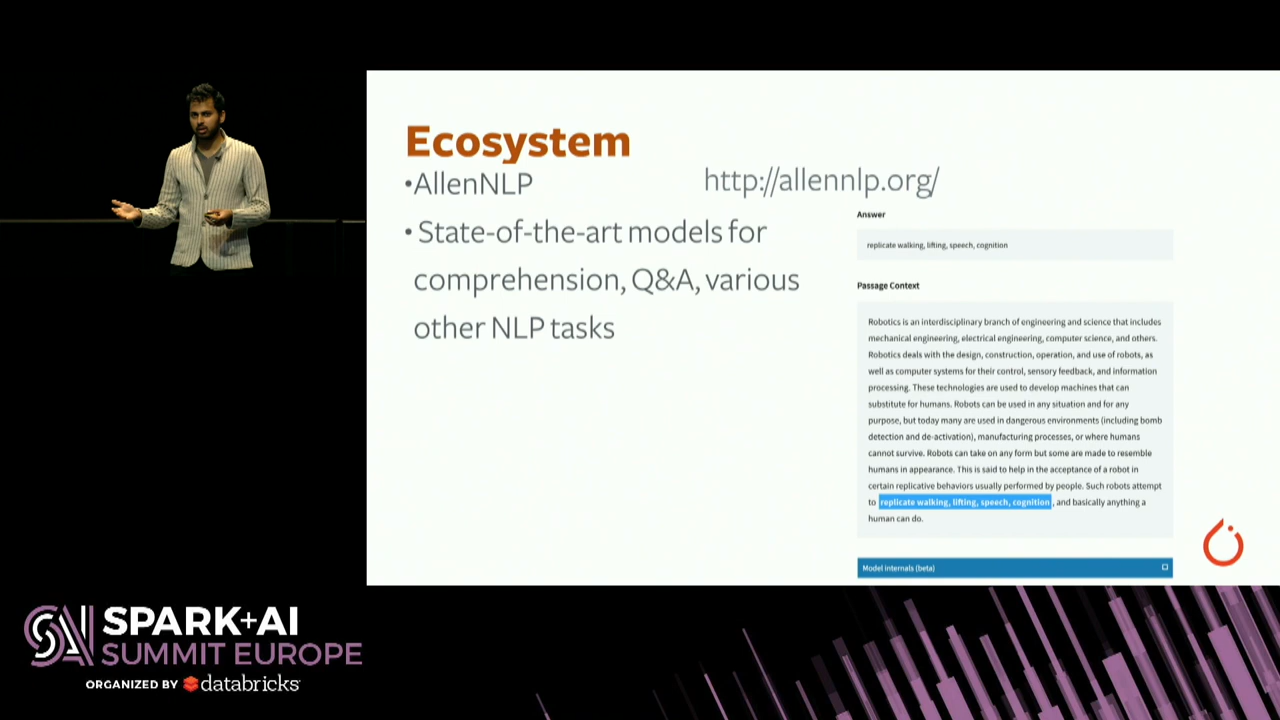 Ecosystem
•AllenNLP
http://allennlp.org/
• State-of-the-art models for
comprehension, Q&A, various
other NLP tasks
Answer
replicate walking, lifting, speech, cognition
Passage Context
Robotics is an interdisciplinary branch of engineering and science that includes
mechanical engineering, electrical engineering, computer science, and others.
Robotics deals with the design, construction, operation, and use of robots, as
well as computer systems for their control, sensory feedback, and information
processing. These technologies are used to develop machines that can
substitute for humans. Robots can be used in any situation and for any
purpose, but today many are used in dangerous environments (including bomb
detection and de-activation), manufacturing processes, or where humans
cannot survive. Robots can take on any form but some are made to resemble
humans in appearance. This is said to help in the acceptance of a robot in
certain replicative behaviors usually performed by people. Such robots attempt
to replicate walking, lifting, speech, cognition , and basically anything a
human can do.
Model internals (beta)
SPARK+AI
SUMMIT EUROPE
ORGANIZED BY databricks